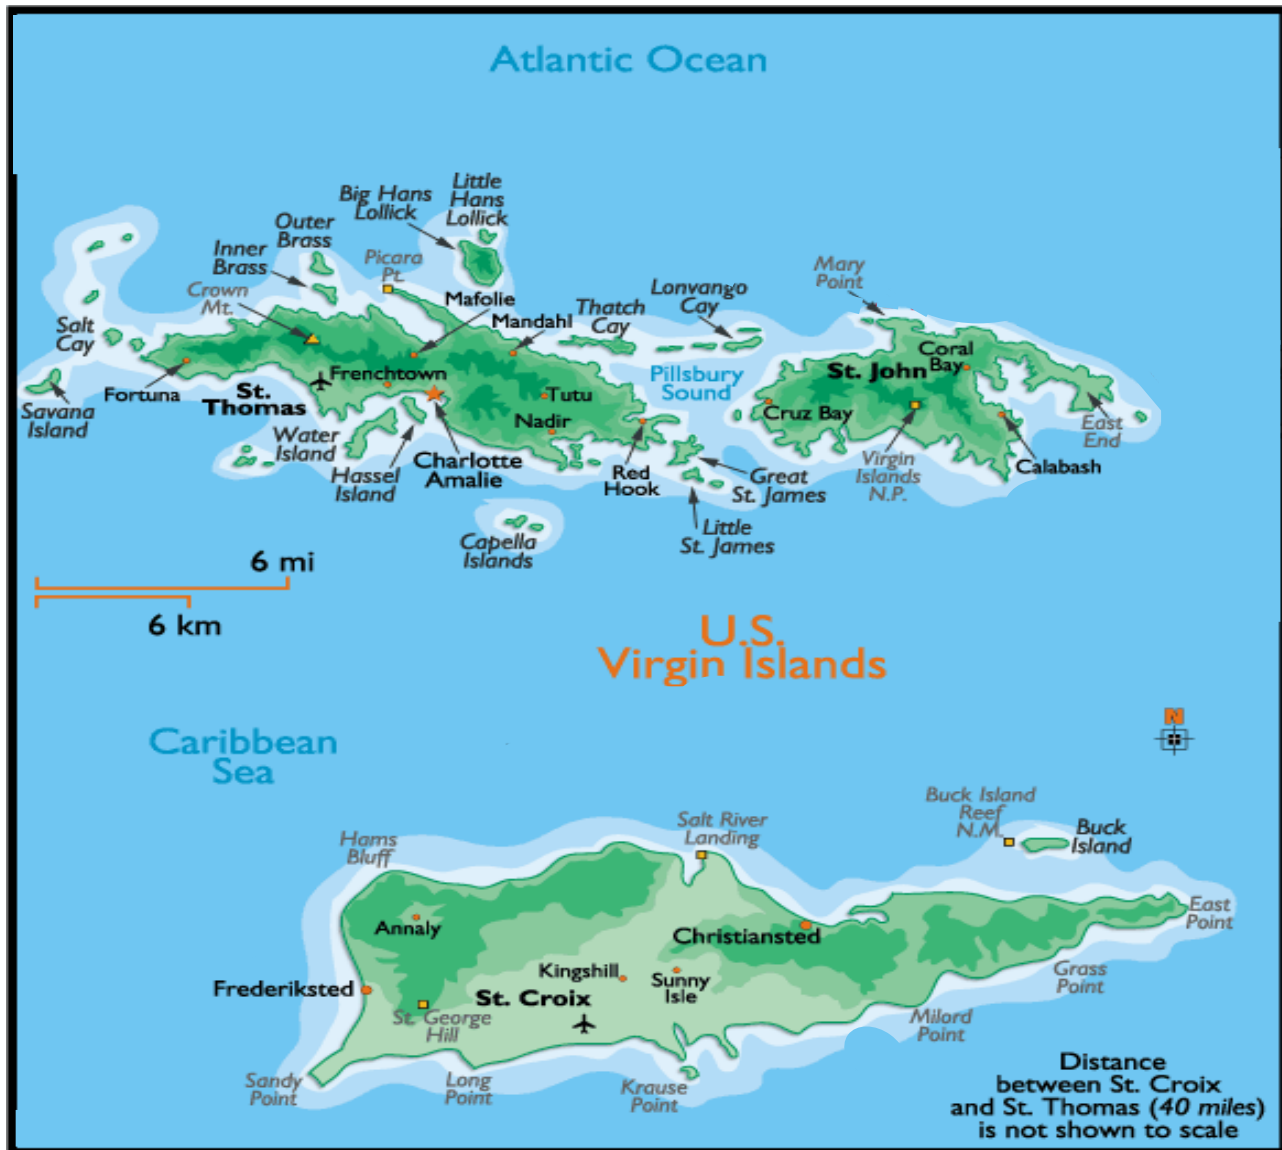 Atlantic Ocean
Little
Hans
Lollick
Big Hans
Lollick
Outer
Brass
Inner
Brass
Picara
Pt.
Crown
Mt.
Mary
Point
Lonvango
Cay
Thatch
Cay
Mafolie
Mandahl
Salt
Cay
Savana
Island
Fortuna
St.
Thomas
Frenchtown
Tutu
Nadir
Water
Island
Hassel
Island
Charlotte
Amalie
Red
Hook
Pillsbury
Sound
St. John
Coral
Bay
Cruz Bay
Virgin
Islands
N.P.
Calabash
East
End
Great
St. James
Little
St. James
Capella
Islands
6 mi
6 km
U.S.
Virgin Islands
Caribbean
Sea
N
Buck Island
Reef
N.M.
Buck
Island
Salt River
Landing
Hams
Bluff
Annaly
Christiansted
East
Point
Frederiksted
Kingshill
Sunny
Isle
St. Croix
St. George
Hill
Grass
Point
Milord
Point
Sandy
Point
Long
Point
Krause
Point
Distance
between St. Croix
and St. Thomas (40 miles)
is not shown to scale